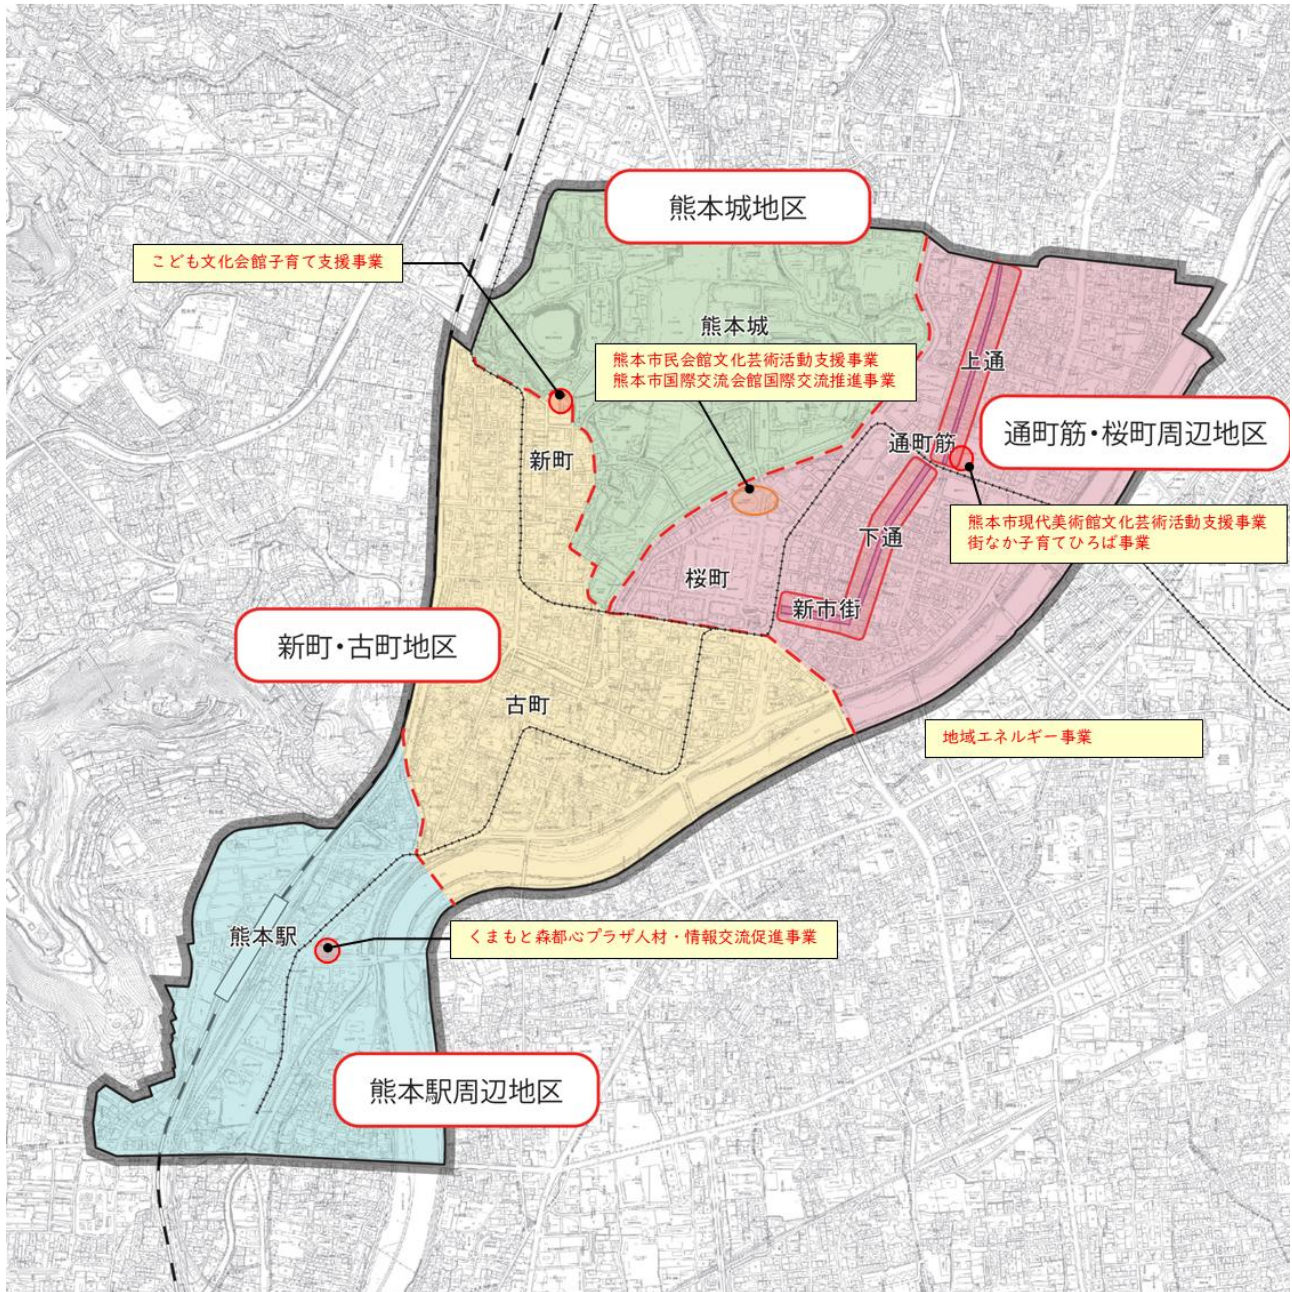 熊本城地区
こども文化会館子育て支援事業
熊本城
熊本市民会館文化芸術活動支援事業
熊本市国際交流会館国際交流推進事業
上通
通町筋・桜町周辺地区
通町筋
新町
熊本市現代美術館文化芸術活動支援事業
街なか子育てひろば事業
下通
桜町
新市街
新町・古町地区
古町
地域エネルギー事業
熊本駅
くまもと森都心プラザ人材・情報交流促進事業
熊本駅周辺地区